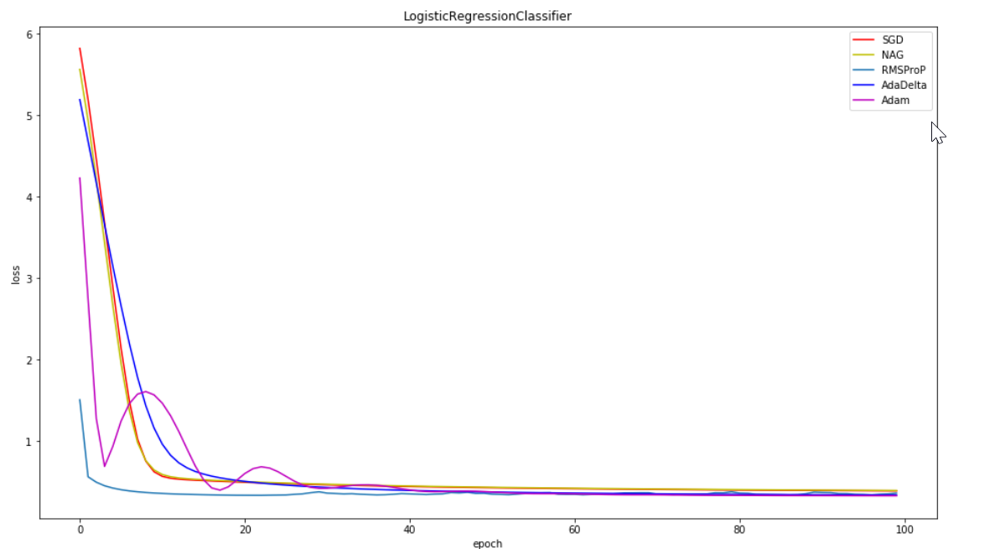 LogisticRegressionClassifier
6
5
4
3
2
1
loss
SGD
NAG
RMSProP
AdaDelta
Adam
0 20 40 60 80 100
epoch